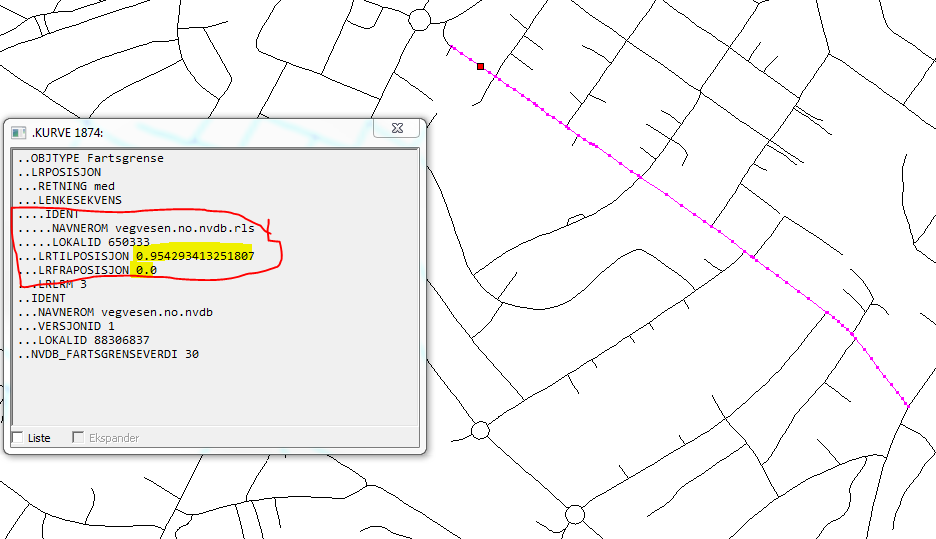 .KURVE 1874:
..OBJTYPE Fartsgrense
..LRPOSISJON
...RETNING med
...LENKESEKVENS
....IDENT
.....NAVNEROM vegvesen.no.nvdb.rls
.....LOKALID 650333
...LRTILPOSISJON 0.954293413251807
...LRFRAPOSISJON 0.0
...LRLRM 3
..IDENT
...NAVNEROM vegvesen.no.nvdb
...VERSJONID 1
...LOKALID 88306837
..NVDB_FARTSGRENSEVERDI 30
Liste
Ekspander